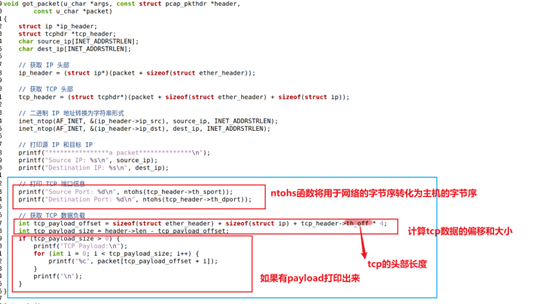 void got_packet(u_char *args, const struct pcap_pkthdr *header,
const u_char *packet)
{
struct ip *ip_header;
struct tcphdr *tcp_header;
char source_ip[INET_ADDRSTRLEN];
char dest_ip[INET_ADDRSTRLEN];
// 获取 IP 头部
ip_header = (struct ip*)(packet + sizeof(struct ether_header));
// 获取 TCP 头部
tcp_header = (struct tcphdr*)(packet + sizeof(struct ether_header) + sizeof(struct ip));
// 二进制 IP 地址转换为字符串形式
inet_ntop(AF_INET, &(ip_header->ip_src), source_ip, INET_ADDRSTRLEN);
inet_ntop(AF_INET, &(ip_header->ip_dst), dest_ip, INET_ADDRSTRLEN);
// 打印源 IP 和目标 IP
printf("*****************a packet***************\n");
printf("Source IP: %s\n", source_ip);
printf("Destination IP: %s\n", dest_ip);
// 打印 TCP 端口信息
printf("Source Port: %d\n", ntohs(tcp_header->th_sport));
printf("Destination Port: %d\n", ntohs(tcp_header->th_dport));
ntohs函数将用于网络的字节序转化为主机的字节序
// 获取 TCP 数据负载
int tcp_payload_offset = sizeof(struct ether_header) + sizeof(struct ip) + tcp_header->th_off * 4;
int tcp_payload_size = header->len - tcp_payload_offset;
计算tcp数据的偏移和大小
if (tcp_payload_size > 0) {
printf("TCP Payload:\n");
for (int i = 0; i < tcp_payload_size; i++) {
printf("%c", packet[tcp_payload_offset + i]);
}
printf("\n");
}
}
tcp的头部长度
如果有payload打印出来